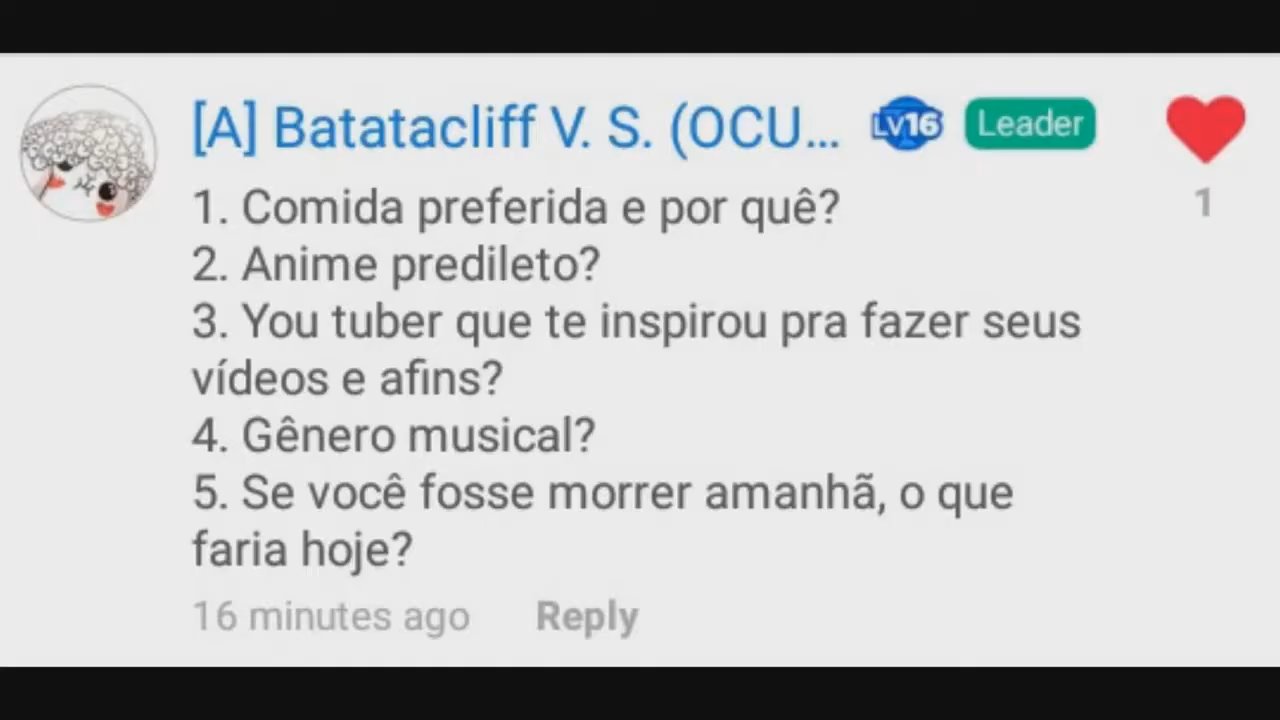 [A] Batatacliff V. S. (OCU... Lv16 Leader
1. Comida preferida e por quê?
1
2. Anime predileto?
3. You tuber que te inspirou pra fazer seus
vídeos e afins?
4. Gênero musical?
5. Se você fosse morrer amanhã, o que
faria hoje?
16 minutes ago Reply